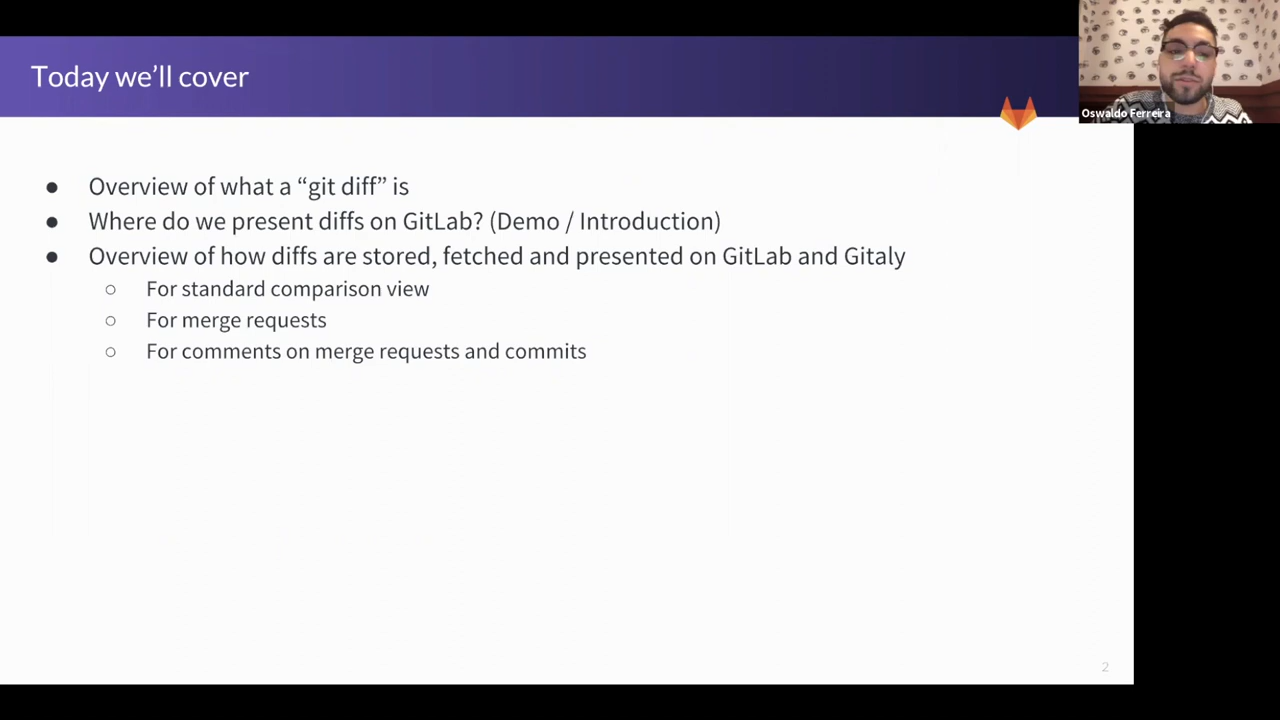 Today we’ll cover
Oswaldo Ferreira
● Overview of what a “git diff” is
● Where do we present diffs on GitLab? (Demo / Introduction)
● Overview of how diffs are stored, fetched and presented on GitLab and Gitaly
○ For standard comparison view
○ For merge requests
○ For comments on merge requests and commits
2